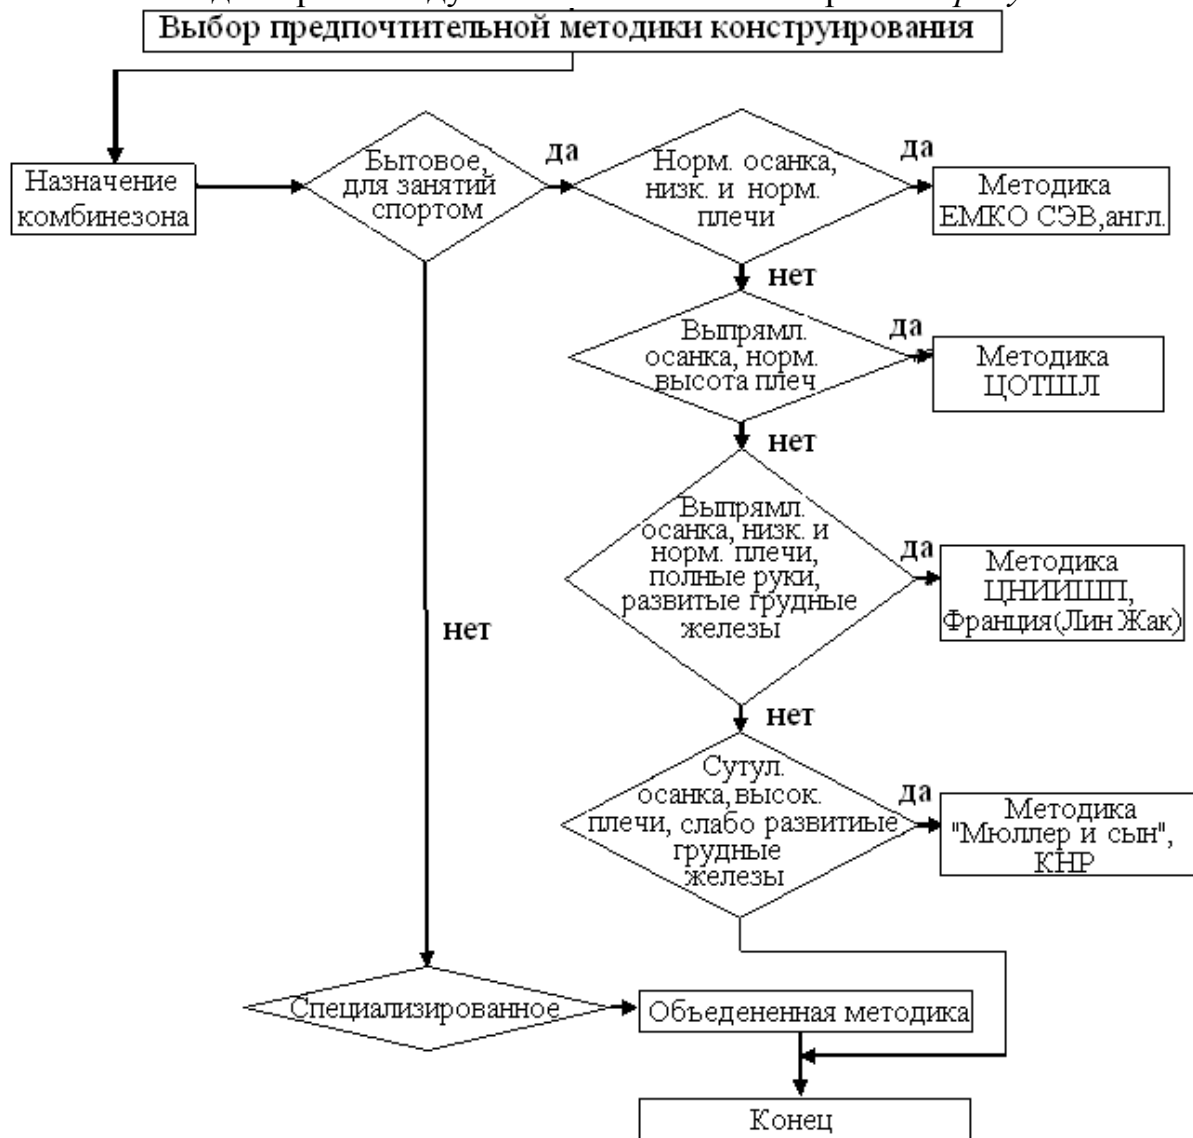 Выбор предпочтительной методики конструирования
Назначение
комбинезона
Бытовое,
для занятий
спортом
да
Норм. осанка,
низк. и норм.
плечи
да
Методика
ЕМКО СЭВ,англ.
нет
Выпрямл.
осанка, норм.
высота плеч
да
Методика
ЦОТШЛ
нет
Выпрямл.
осанка, низк. и
норм. плечи,
полные руки,
развитые грудные
железы
да
Методика
ЦНИИШП,
Франция(Лин Жак)
нет
нет
Сутул.
осанка, высок.
плечи, слабо развитиые
грудные
железы
да
Методика
"Мюллер и сын",
КНР
Специализированное
Объедененная методика
Конец